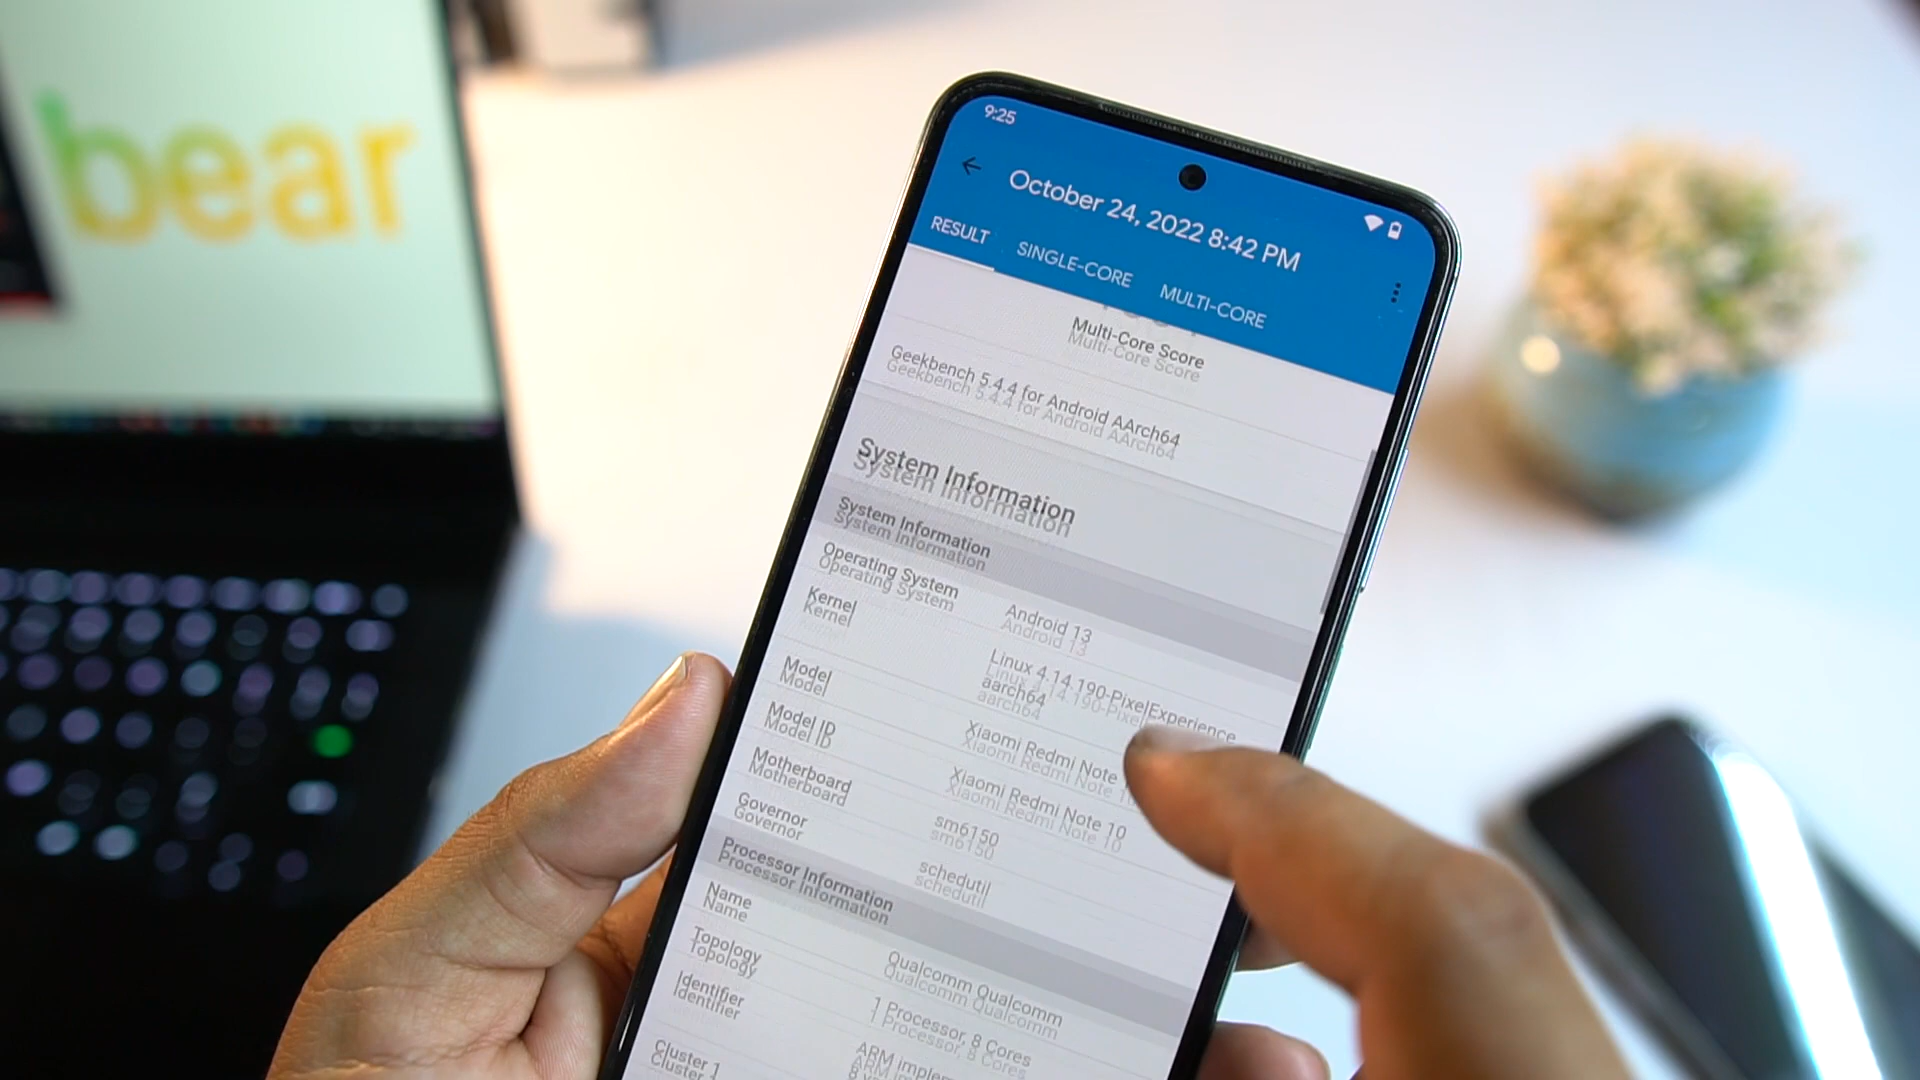 bear
9:25
October 24, 2022 8:42 PM
RESULT SINGLE-CORE MULTI-CORE
Multi-Core Score
Geekbench 5.4.4 for Android AArch64
System Information
System Information
Operating System Android 13
Kernel Linux 4.14.190-PixelExperience
aarch64
Model Xiaomi Redmi Note
Model ID Xiaomi Redmi Note 10
Motherboard sm6150
Governor schedutil
Processor Information
Name Qualcomm Qualcomm
Topology 1 Processor, 8 Cores
Identifier ARM
Cluster 1